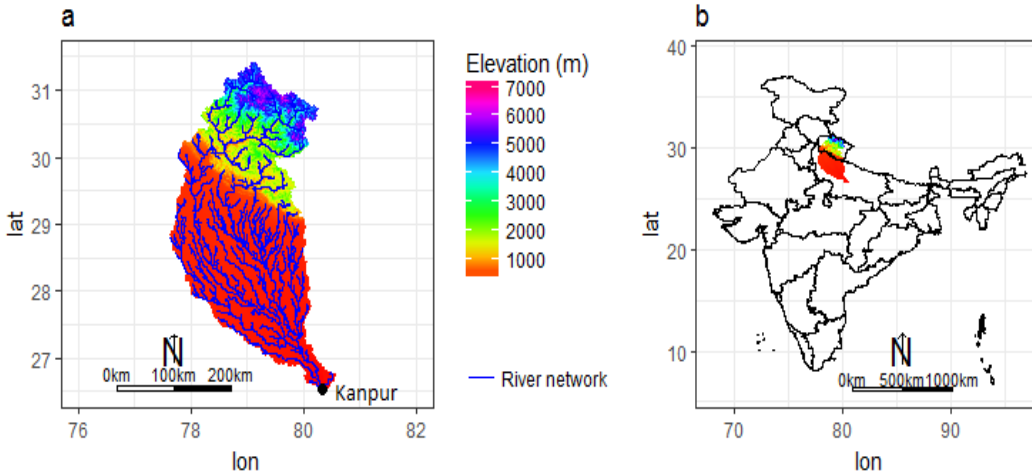 a
lat
31
30
29
28
27
N
0km 100km 200km
Kanpur
76 78 80 82
lon
Elevation (m)
7000
6000
5000
4000
3000
2000
1000
River network
b
lat
40
30
20
10
N
0km 500km 1000km
70 80 90
lon